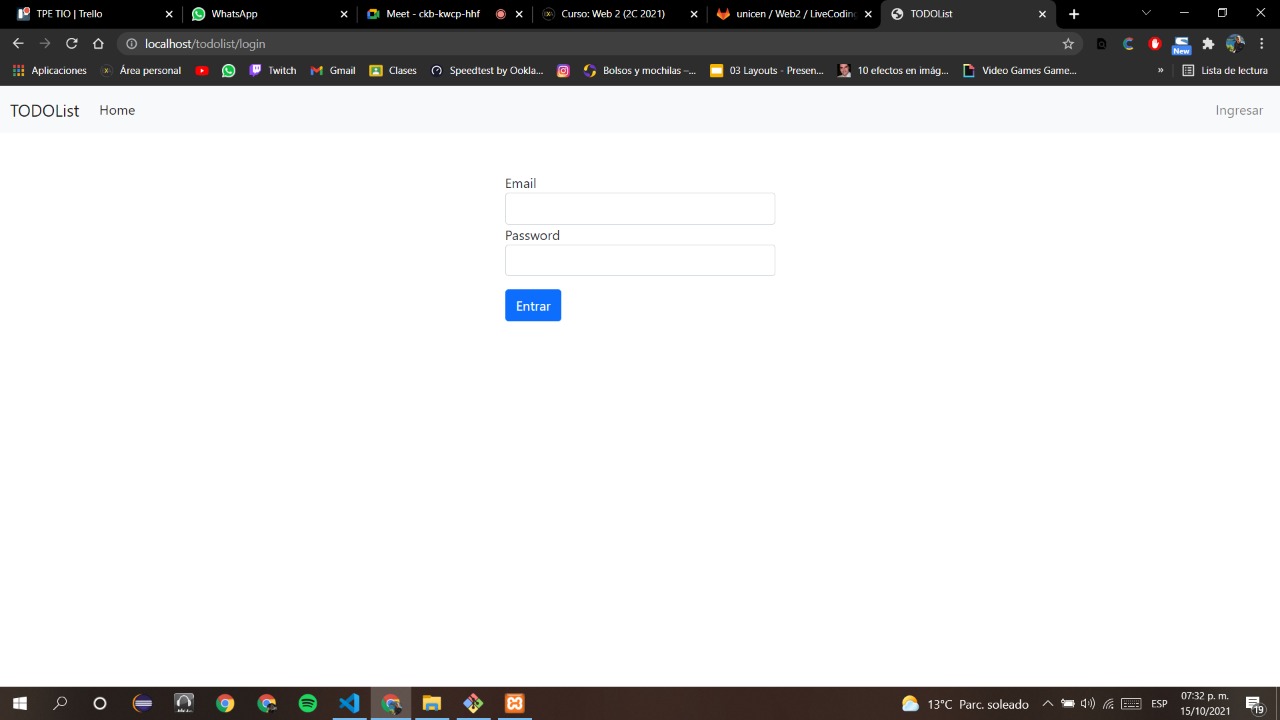 TPE TIO | Trello
WhatsApp
Meet - ckb-kwcp-hhf
Curso: Web 2 (2C 2021)
unicen / Web2 / LiveCoding
TODOList
localhost/todolist/login
New
Aplicaciones
Área personal
Twitch
Gmail
Clases
Speedtest by Ookla...
Bolsos y mochilas –...
03 Layouts - Presen...
10 efectos en imág...
Video Games Game...
»
Lista de lectura
TODOList
Home
Ingresar
Email
Password
Entrar
13°C Parc. soleado
ESP
07:32 p. m.
15/10/2021
19